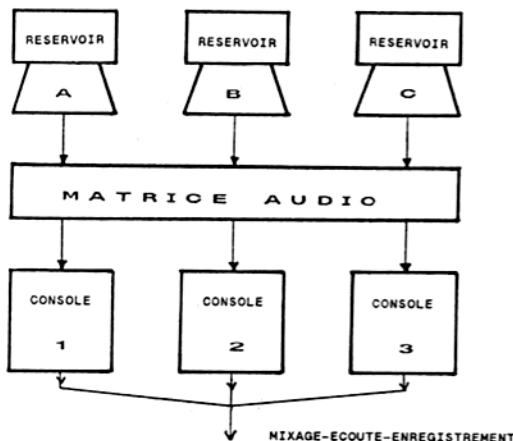 RESERVOIR RESERVOIR RESERVOIR
A B C
MATRICE AUDIO
CONSOLE CONSOLE CONSOLE
1 2 3
MIXAGE-ECOUTE-ENREGISTREMENT